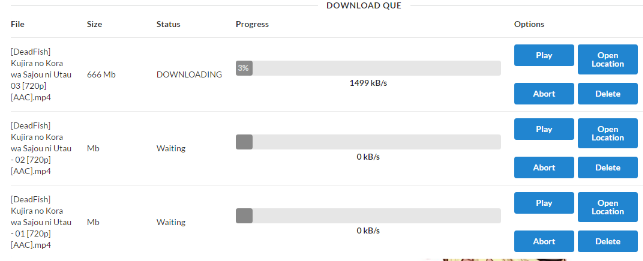 DOWNLOAD QUE
File Size Status Progress Options
[DeadFish]
Kujira no Kora
wa Sajou ni Utau
03 [720p]
[AAC].mp4
666 Mb
DOWNLOADING
3%
1499 kB/s
Play
Open
Location
Abort
Delete
[DeadFish]
Kujira no Kora
wa Sajou ni Utau
- 02 [720p]
[AAC].mp4
Mb
Waiting
0 kB/s
Play
Open
Location
Abort
Delete
[DeadFish]
Kujira no Kora
wa Sajou ni Utau
- 01 [720p]
[AAC].mp4
Mb
Waiting
0 kB/s
Play
Open
Location
Abort
Delete